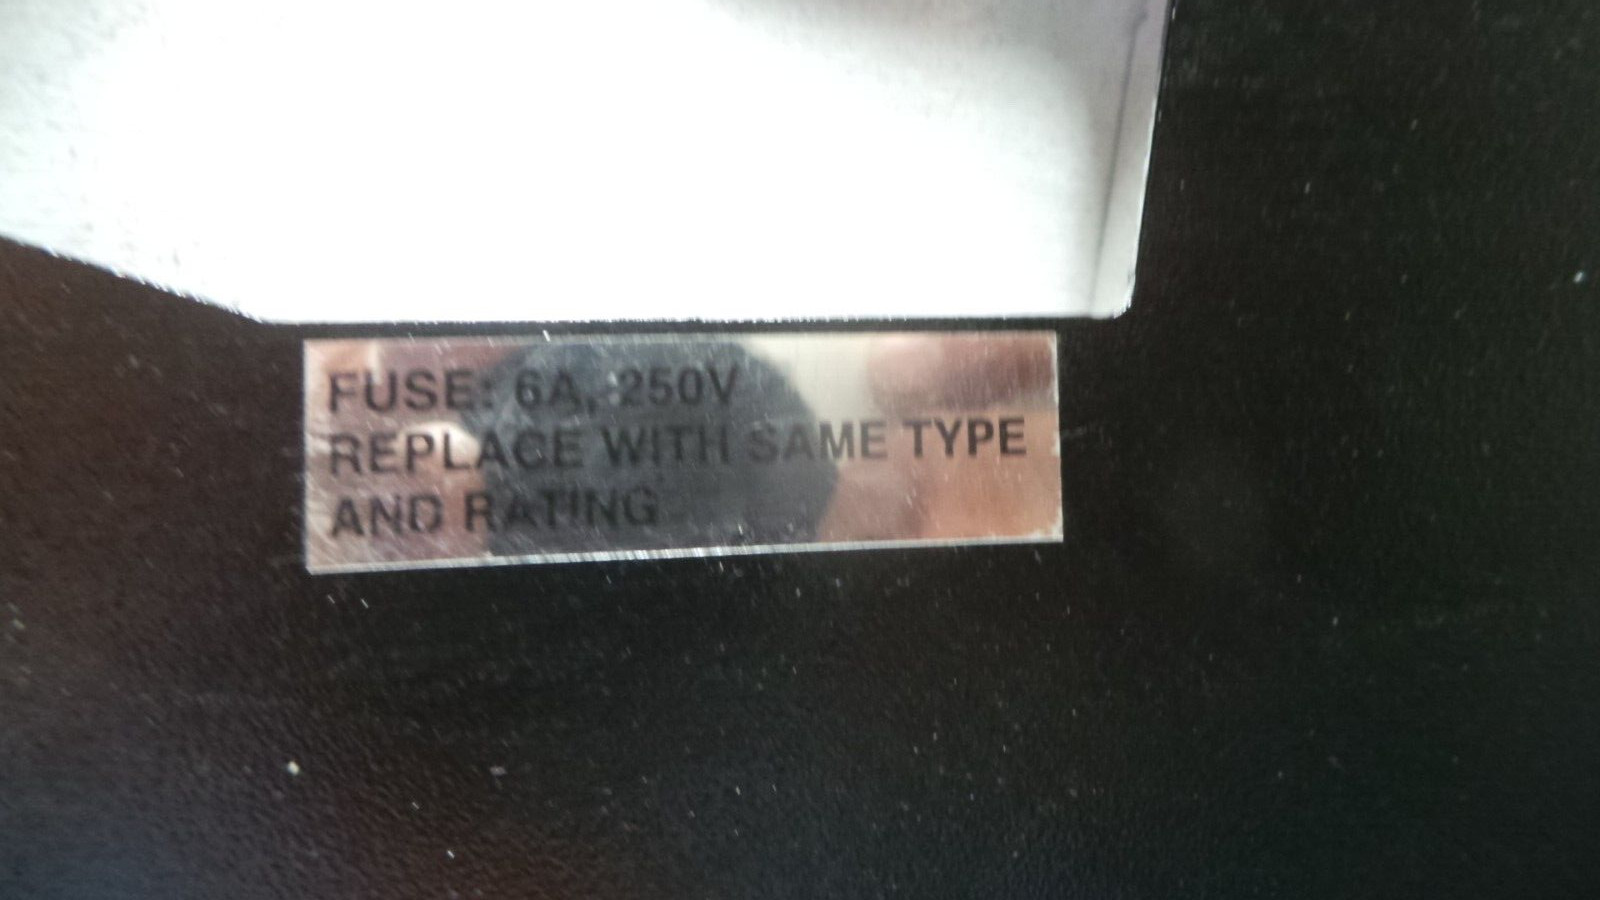 FUSE: 6A, 250V
REPLACE WITH SAME TYPE
AND RATING